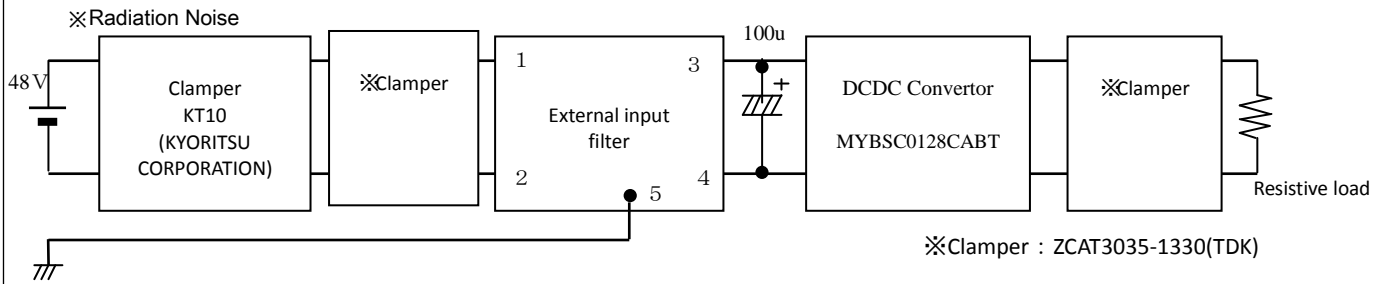 ※Radiation Noise
48V
Clamper
KT10
(KYORITSU
CORPORATION)
※Clamper
1
2
External input
filter
3
4
5
100u
+
DCDC Convertor
MYBSC0128CABT
※Clamper
Resistive load
※Clamper : ZCAT3035-1330(TDK)